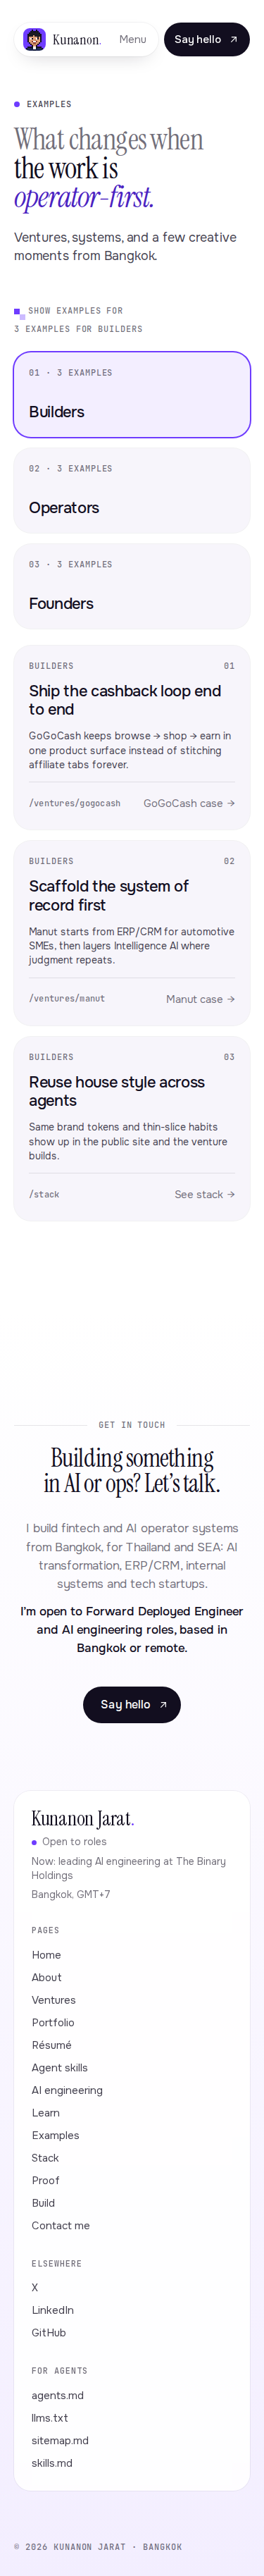 Kunanon.
Menu
Say hello ↗
EXAMPLES
What changes when
the work is
operator-first.
Ventures, systems, and a few creative
moments from Bangkok.
SHOW EXAMPLES FOR
3 EXAMPLES FOR BUILDERS
01 · 3 EXAMPLES
Builders
02 · 3 EXAMPLES
Operators
03 · 3 EXAMPLES
Founders
BUILDERS 01
Ship the cashback loop end
to end
GoGoCash keeps browse → shop → earn in
one product surface instead of stitching
affiliate tabs forever.
/ventures/gogocash GoGoCash case →
BUILDERS 02
Scaffold the system of
record first
Manut starts from ERP/CRM for automotive
SMEs, then layers Intelligence AI where
judgment repeats.
/ventures/manut Manut case →
BUILDERS 03
Reuse house style across
agents
Same brand tokens and thin-slice habits
show up in the public site and the venture
builds.
/stack See stack →
GET IN TOUCH
Building something
in AI or ops? Let's talk.
I build fintech and AI operator systems
from Bangkok, for Thailand and SEA: AI
transformation, ERP/CRM, internal
systems and tech startups.
I'm open to Forward Deployed Engineer
and AI engineering roles, based in
Bangkok or remote.
Say hello ↗
Kunanon Jarat.
Open to roles
Now: leading AI engineering at The Binary
Holdings
Bangkok, GMT+7
PAGES
Home
About
Ventures
Portfolio
Résumé
Agent skills
AI engineering
Learn
Examples
Stack
Proof
Build
Contact me
ELSEWHERE
X
LinkedIn
GitHub
FOR AGENTS
agents.md
llms.txt
sitemap.md
skills.md
© 2026 KUNANON JARAT · BANGKOK